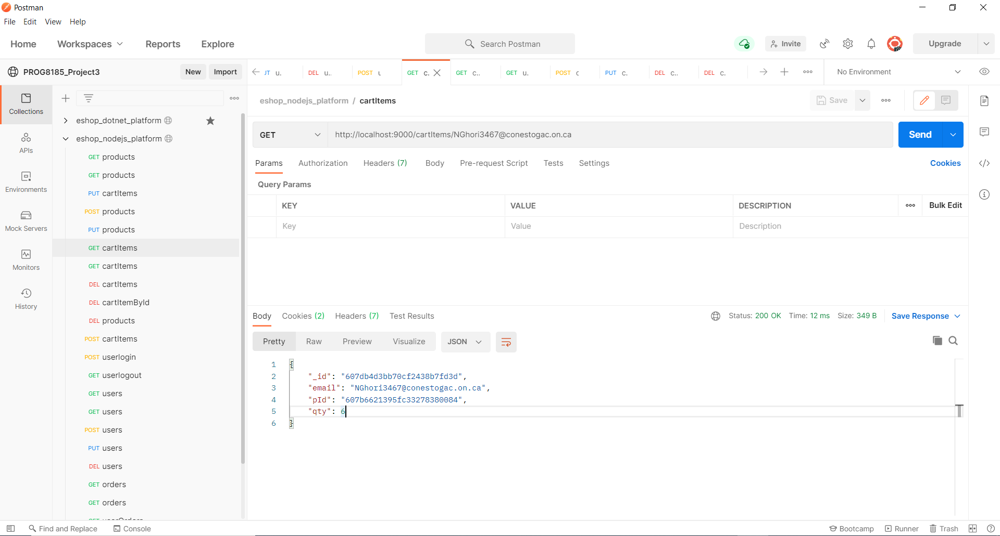 Postman
File Edit View Help
Home Workspaces Reports Explore Search Postman Invite Upgrade
PROG8185_Project3 New Import
UT u. DEL u.. POST u GET c. GET c.. GET u. POST c PUT c. DEL c.. DEL c. No Environment
Collections
APIs
Environments
Mock Servers
Monitors
History
eshop_dotnet_platform
eshop_nodejs_platform
GET products
GET products
PUT cartItems
POST products
PUT products
GET cartItems
GET cartItems
DEL cartItems
DEL cartItemById
DEL products
POST cartItems
POST userlogin
GET userlogout
GET users
GET users
POST users
PUT users
DEL users
GET orders
GET orders
GET userOrders
eshop_nodejs_platform / cartItems Save
GET http://localhost:9000/cartItems/NGhori3467@conestogac.on.ca Send
Params Authorization Headers (7) Body Pre-request Script Tests Settings Cookies
Query Params
KEY VALUE DESCRIPTION Bulk Edit
Key Value Description
Body Cookies (2) Headers (7) Test Results Status: 200 OK Time: 12 ms Size: 349 B Save Response
Pretty Raw Preview Visualize JSON
1 {
2 "_id": "607db4d3bb70cf2438b7fd3d",
3 "email": "NGhori3467@conestogac.on.ca",
4 "pId": "607b6621395fc33278380084",
5 "qty": 6
6 }
Find and Replace Console Bootcamp Runner Trash